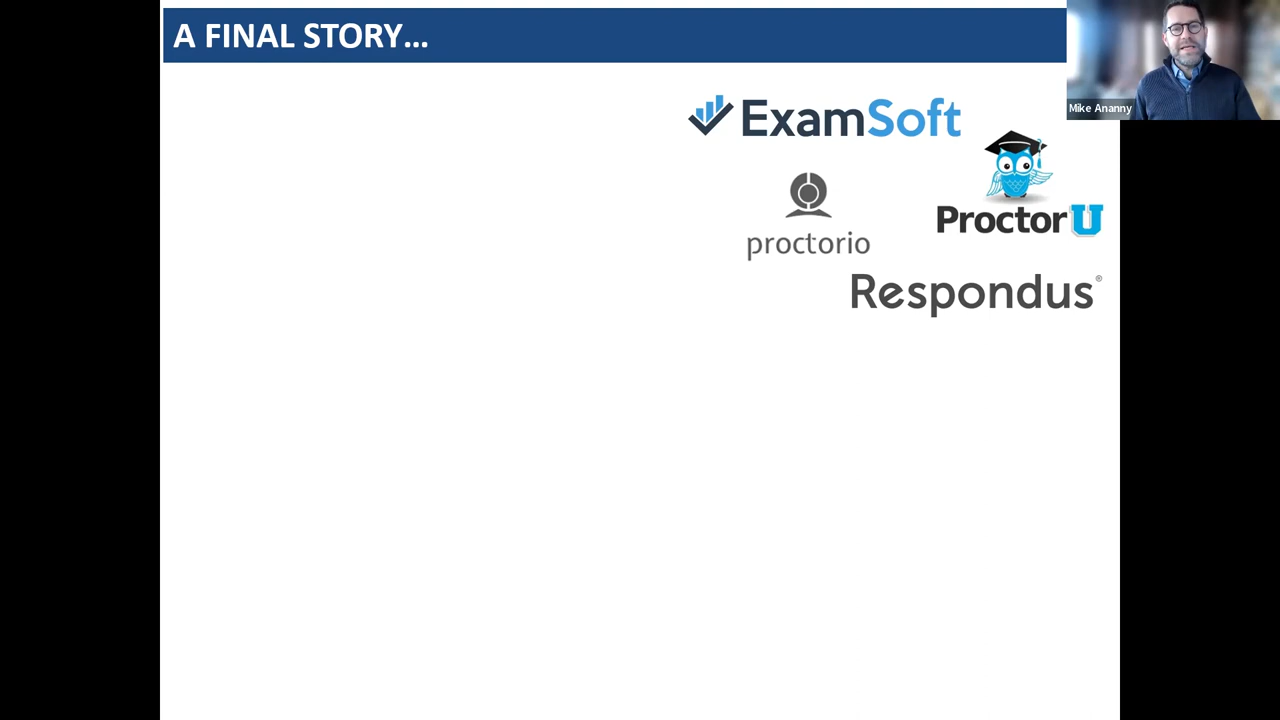 A FINAL STORY...
Mike Ananny
ExamSoft
ProctorU
proctorio
Respondus®